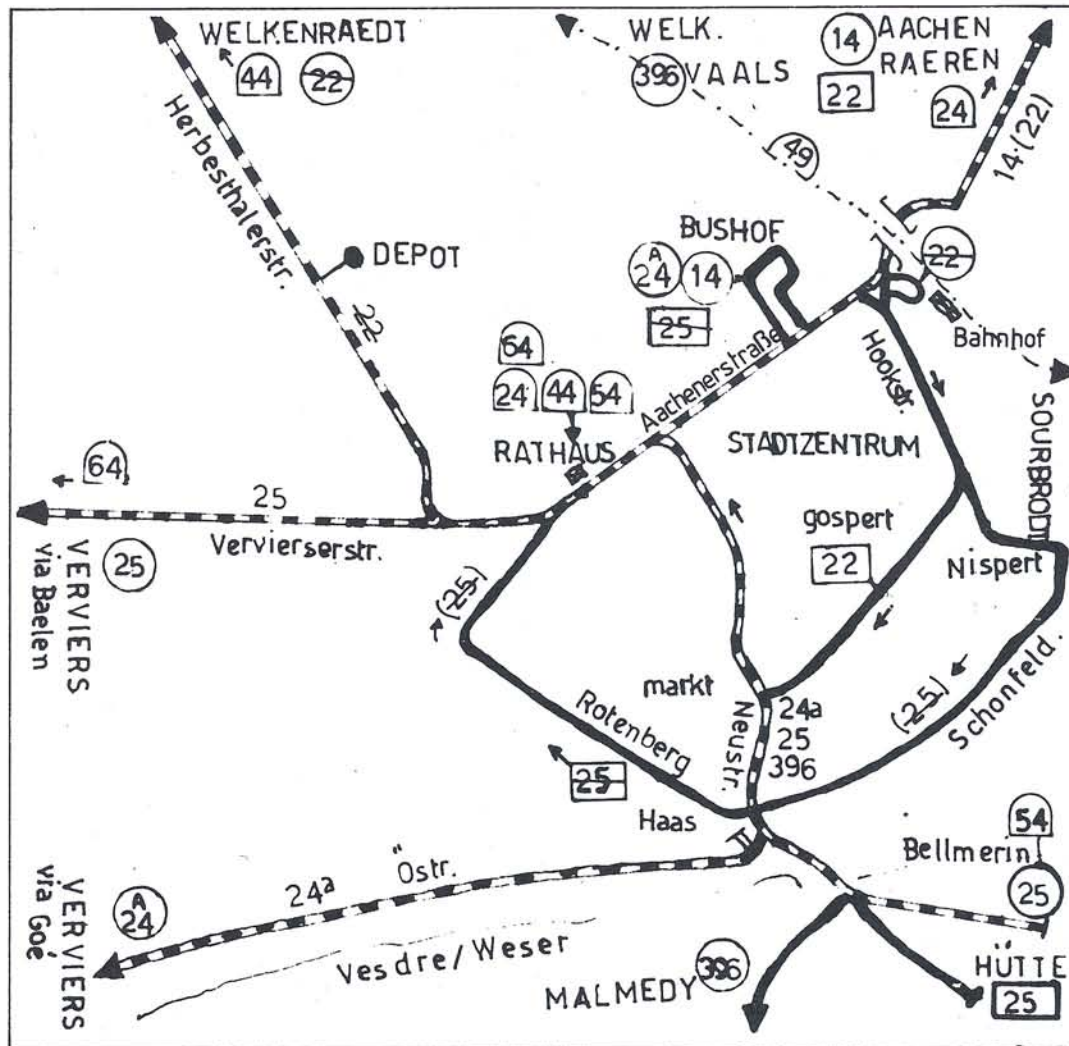 WELKENRAEDT
44 22
WELK.
396 VAALS
14 AACHEN
RAEREN
22
24
14 (22)
Herbesthalerstr.
49
DEPOT
BUSHOF
A
24 14
25
22
Bahnhof
22
64
24 44 54
RATHAUS
Aachenerstraße
Hookstr.
STADTZENTRUM
SOURBRODT
64
25
Vervierserstr.
25
VERVIERS
via Baelen
gospert
22
Nispert
(25)
markt
Rotenberg
Neustr.
24a
25
396
(25)
Schonfeld.
25
Haas
54
Bellmerin
25
Östr.
24a
A
24
VERVIERS
via Goé
Vesdre/Weser
MALMEDY 396
HÜTTE
25